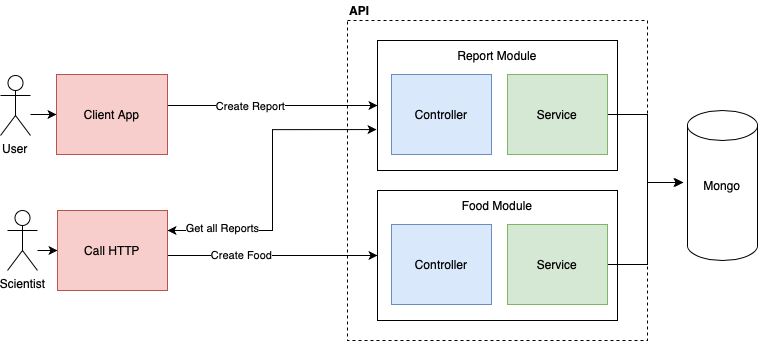 API
Report Module
Client App
Create Report
Controller
Service
User
Mongo
Food Module
Get all Reports
Call HTTP
Create Food
Controller
Service
Scientist